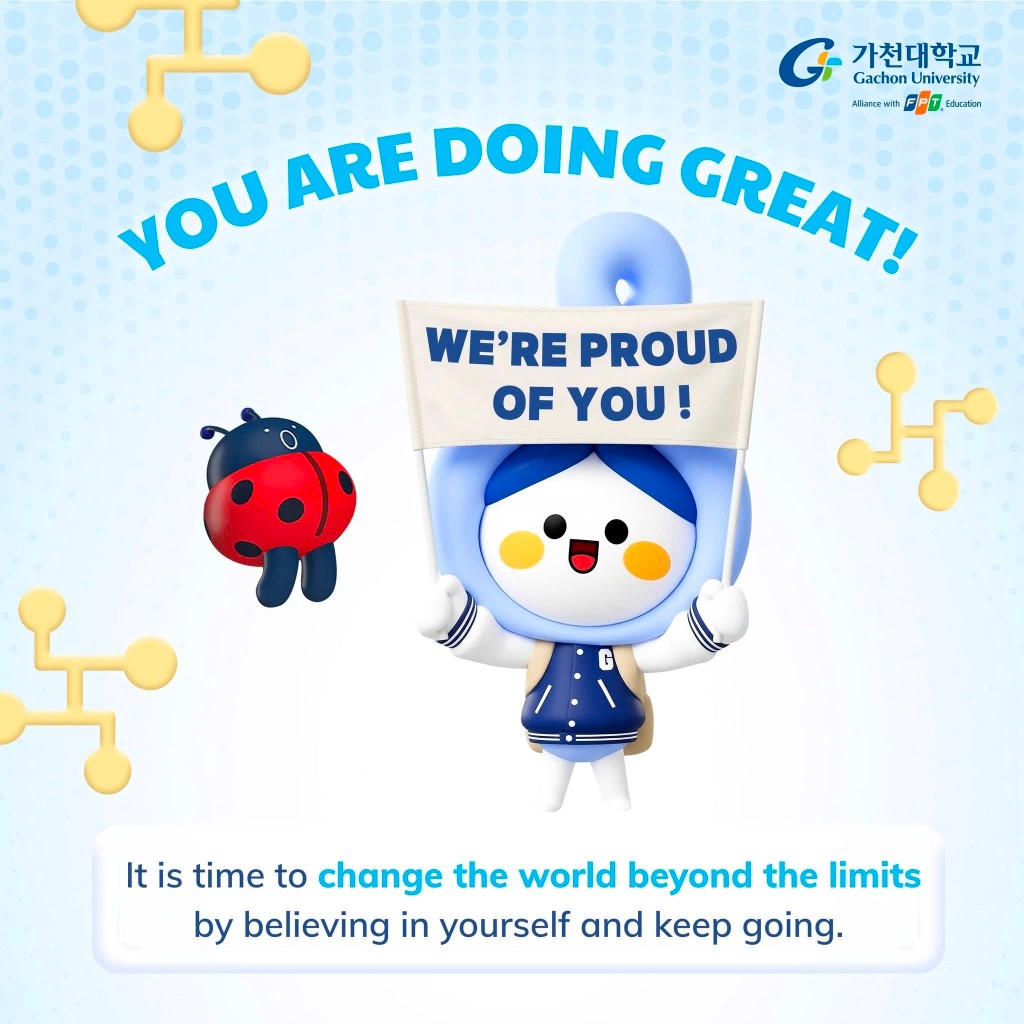 가천대학교
Gachon University
Alliance with FPT Education
YOU ARE DOING GREAT!
WE'RE PROUD
OF YOU !
G
It is time to change the world beyond the limits
by believing in yourself and keep going.